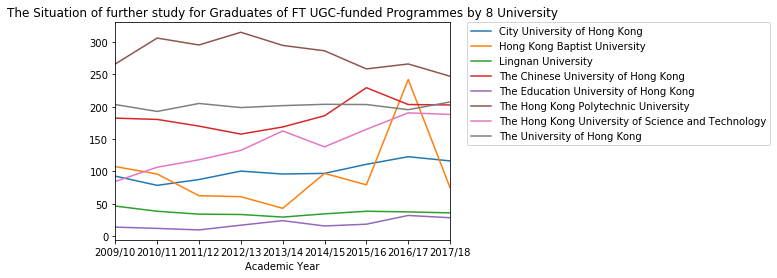 The Situation of further study for Graduates of FT UGC-funded Programmes by 8 University
300
250
200
150
100
50
0
2009/10 2010/11 2011/12 2012/13 2013/14 2014/15 2015/16 2016/17 2017/18
Academic Year
City University of Hong Kong
Hong Kong Baptist University
Lingnan University
The Chinese University of Hong Kong
The Education University of Hong Kong
The Hong Kong Polytechnic University
The Hong Kong University of Science and Technology
The University of Hong Kong